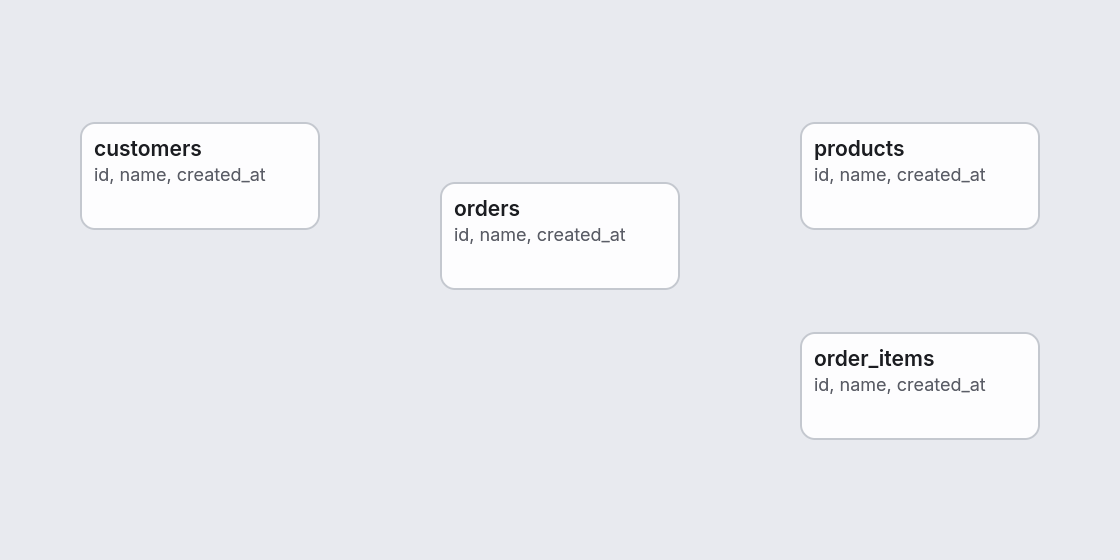 customers
id, name, created_at
orders
id, name, created_at
products
id, name, created_at
order_items
id, name, created_at